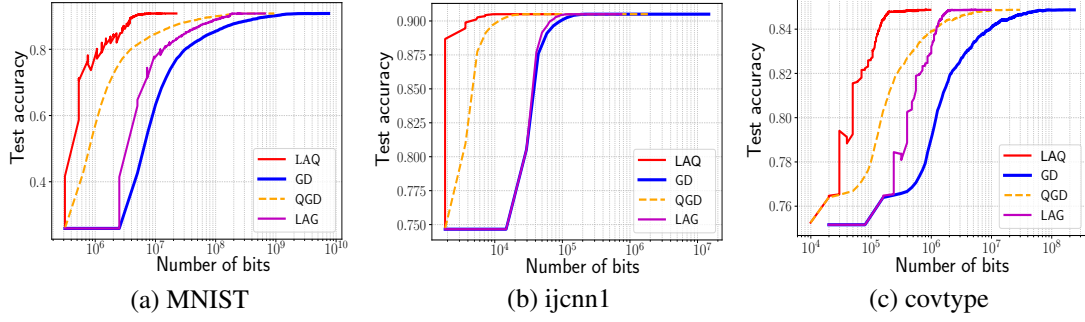 Test accuracy
0.8
0.6
0.4
10^6
10^7
10^8
10^9
10^10
Number of bits
LAQ
GD
QGD
LAG
(a) MNIST
Test accuracy
0.900
0.875
0.850
0.825
0.800
0.775
0.750
10^4
10^5
10^6
10^7
Number of bits
LAQ
GD
QGD
LAG
(b) ijcnn1
Test accuracy
0.84
0.82
0.80
0.78
0.76
10^4
10^5
10^6
10^7
10^8
Number of bits
LAQ
GD
QGD
LAG
(c) covtype